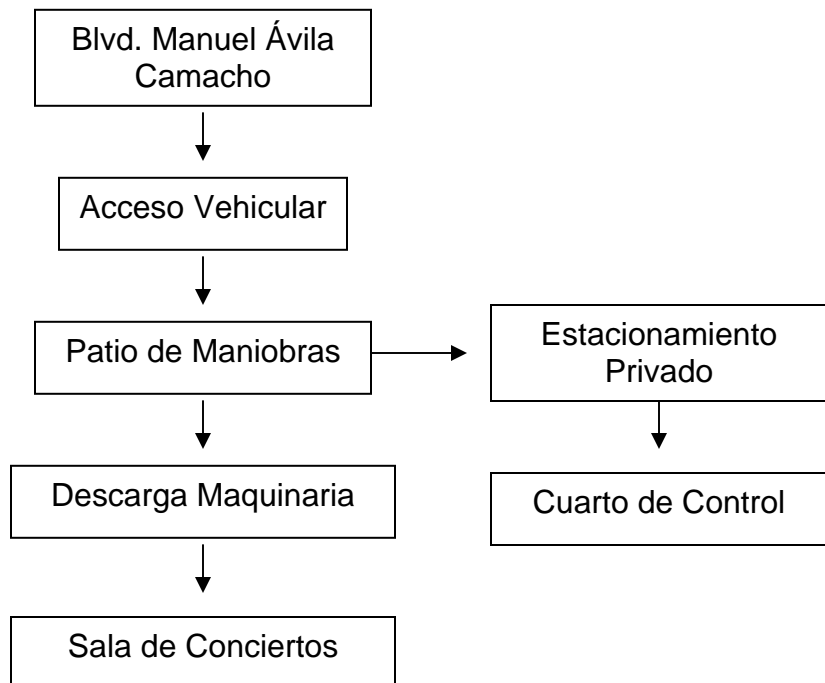 Blvd. Manuel Ávila
Camacho
Acceso Vehicular
Patio de Maniobras
Estacionamiento
Privado
Descarga Maquinaria
Cuarto de Control
Sala de Conciertos